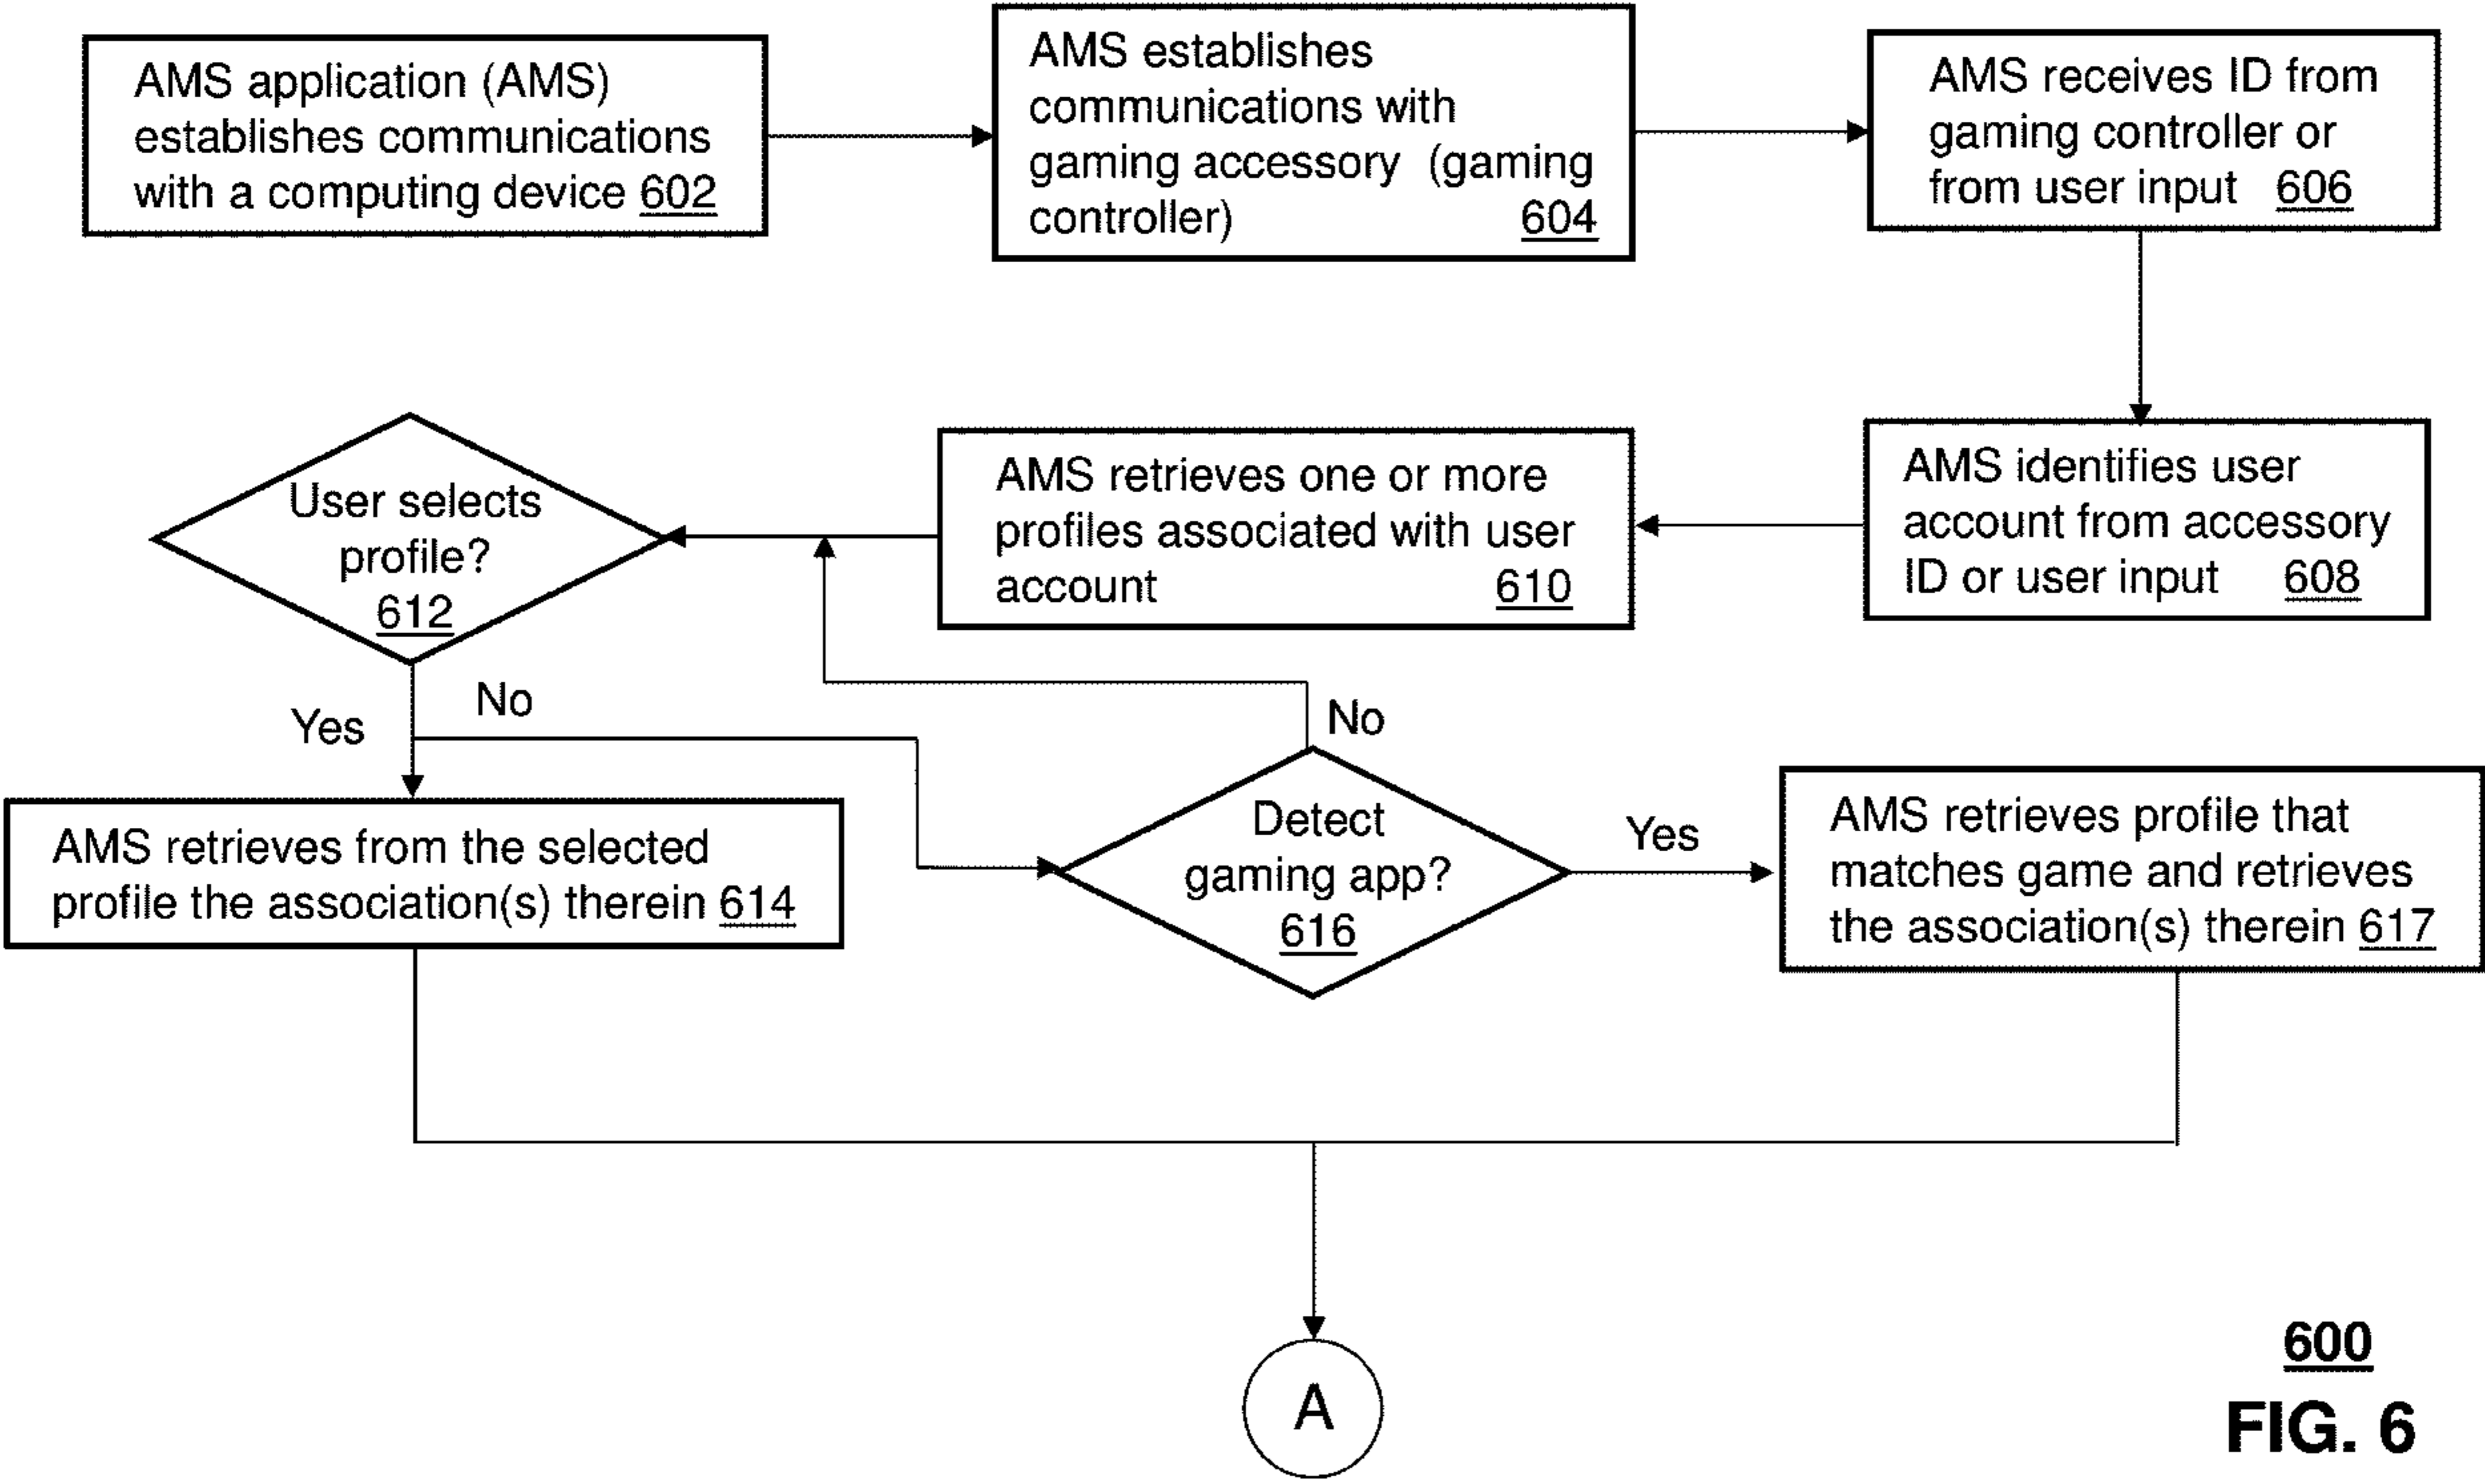 AMS application (AMS)
establishes communications
with a computing device 602
AMS establishes
communications with
gaming accessory (gaming
controller) 604
AMS receives ID from
gaming controller or
from user input 606
User selects
profile?
612
AMS retrieves one or more
profiles associated with user
account 610
AMS identifies user
account from accessory
ID or user input 608
Yes
No
No
AMS retrieves from the selected
profile the association(s) therein 614
Detect
gaming app?
616
Yes
AMS retrieves profile that
matches game and retrieves
the association(s) therein 617
A
600
FIG. 6